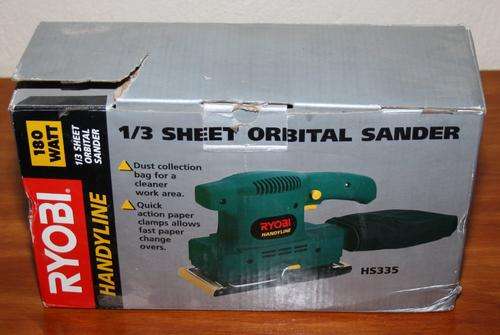 180
WATT
1/3 SHEET
ORBITAL
SANDER
RYOBI
HANDYLINE
1/3 SHEET ORBITAL SANDER
Dust collection
bag for a
cleaner
work area.
Quick
action paper
clamps allows
fast paper
change
overs.
RYOBI
HANDYLINE
HS335